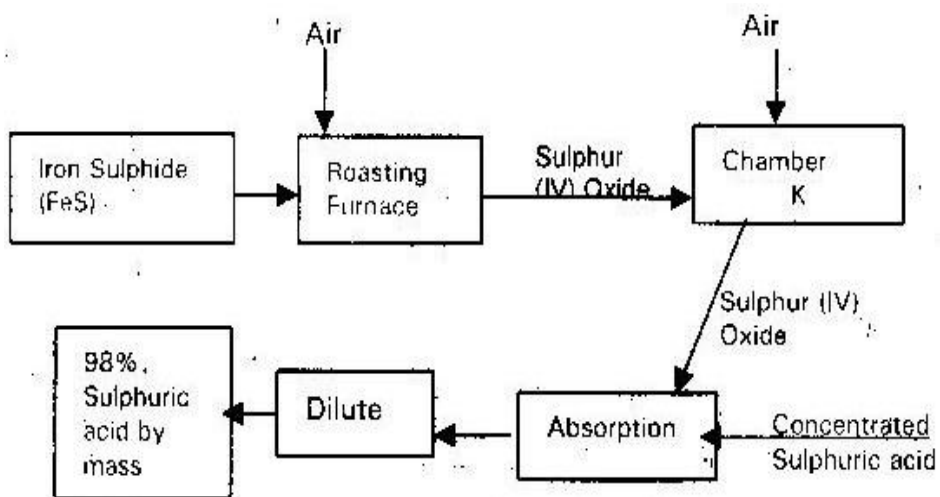 Air
Air
Iron Sulphide
(FeS)
Roasting
Furnace
Sulphur
(IV) Oxide
Chamber
K
Sulphur (IV)
Oxide
98%.
Sulphuric
acid by
mass
Dilute
Absorption
Concentrated
Sulphuric acid